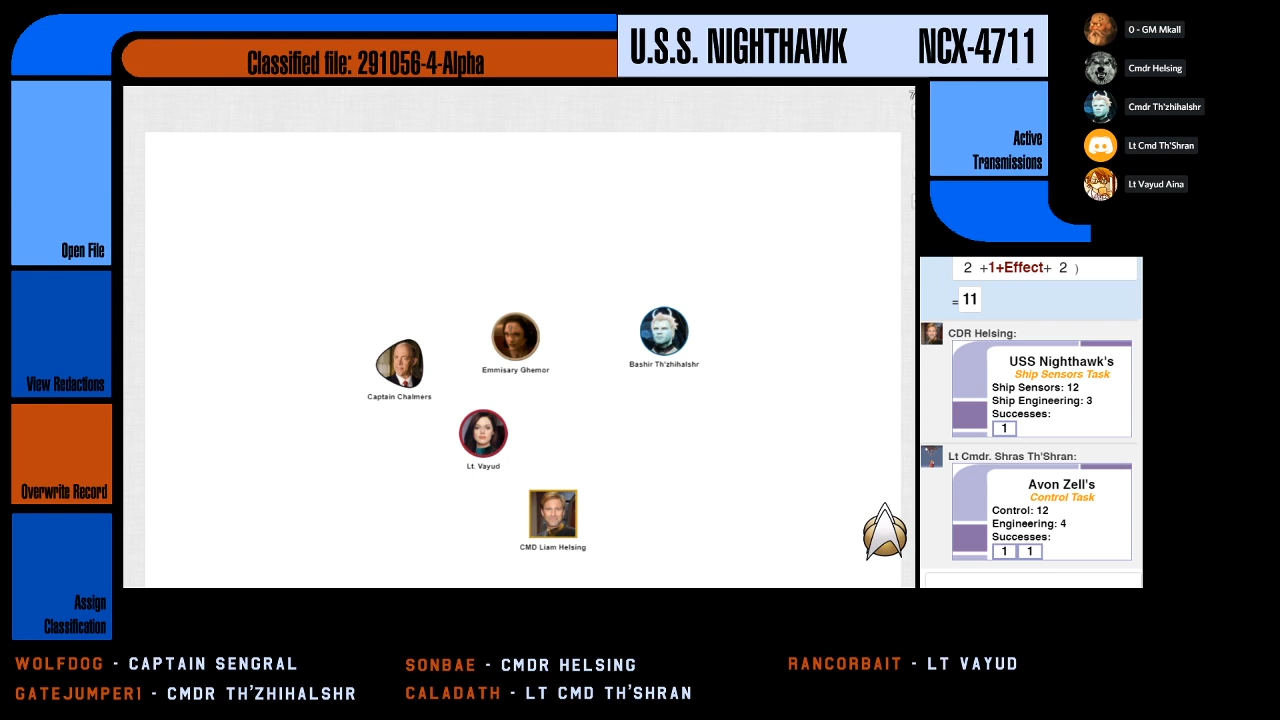 Classified file: 291056-4-Alpha
U.S.S. NIGHTHAWK NCX-4711
Open File
View Redactions
Overwrite Record
Assign
Classification
Active
Transmissions
0 - GM Mkall
Cmdr Helsing
Cmdr Th'zhihalshr
Lt Cmd Th'Shran
Lt Vayud Aina
Captain Chalmers
Emmisary Ghemor
Bashir Th'zhihalshr
Lt. Vayud
CMD Liam Helsing
2 +1+Effect+ 2 )
= 11
CDR Helsing:
USS Nighthawk's
Ship Sensors Task
Ship Sensors: 12
Ship Engineering: 3
Successes:
1
Lt Cmdr. Shras Th'Shran:
Avon Zell's
Control Task
Control: 12
Engineering: 4
Successes:
1 1
WOLFDOG - CAPTAIN SENGRAL
SONBAE - CMDR HELSING
RANCORBAIT - LT VAYUD
GATEJUMPER1 - CMDR TH'ZHIHALSHR
CALADATH - LT CMD TH'SHRAN